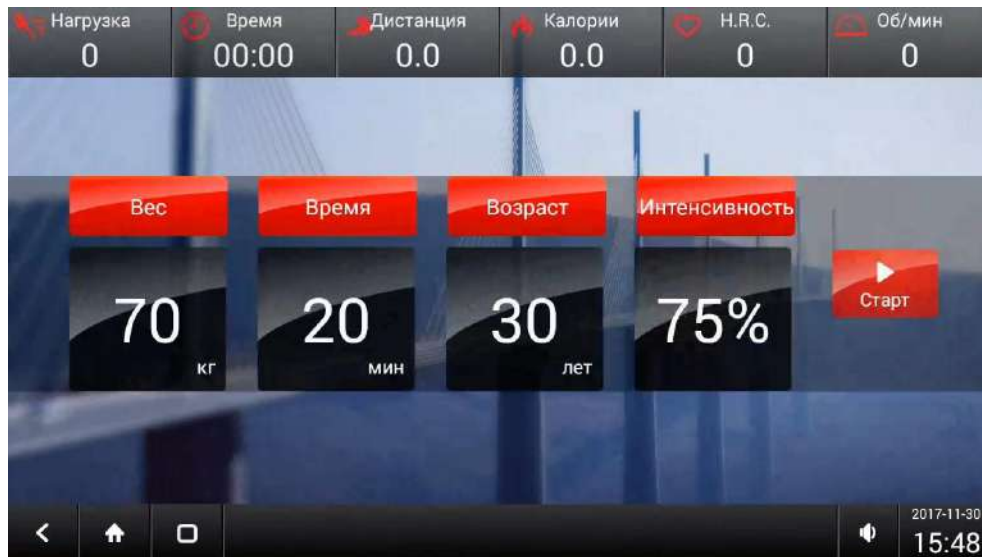 Нагрузка
0
Время
00:00
Дистанция
0.0
Калории
0.0
H.R.C.
0
Об/мин
0
Вес
70
кг
Время
20
мин
Возраст
30
лет
Интенсивность
75%
Старт
2017-11-30
15:48